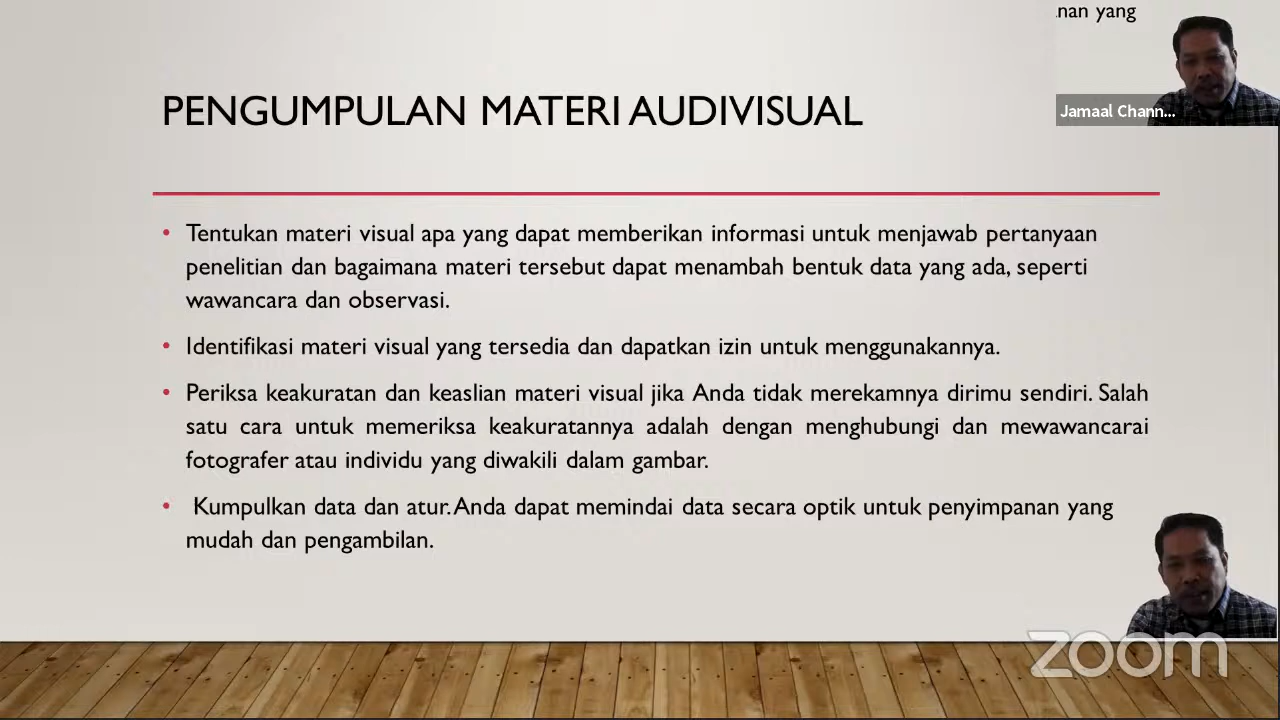 nan yang
Jamaal Chann...
PENGUMPULAN MATERI AUDIVISUAL
• Tentukan materi visual apa yang dapat memberikan informasi untuk menjawab pertanyaan
penelitian dan bagaimana materi tersebut dapat menambah bentuk data yang ada, seperti
wawancara dan observasi.
• Identifikasi materi visual yang tersedia dan dapatkan izin untuk menggunakannya.
• Periksa keakuratan dan keaslian materi visual jika Anda tidak merekamnya dirimu sendiri. Salah
satu cara untuk memeriksa keakuratannya adalah dengan menghubungi dan mewawancarai
fotografer atau individu yang diwakili dalam gambar.
• Kumpulkan data dan atur. Anda dapat memindai data secara optik untuk penyimpanan yang
mudah dan pengambilan.
zoom